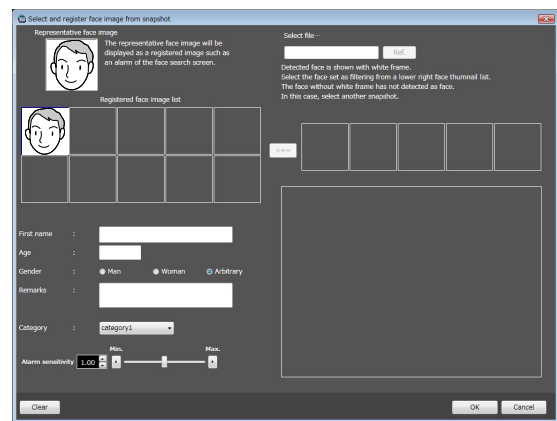 Select and register face image from snapshot
Representative face image
The representative face image will be
displayed as a registered image such as
an alarm of the face search screen.
Registered face image list
First name :
Age :
Gender : Man Woman Arbitrary
Remarks :
Category : category1
Min. Max.
Alarm sensitivity 1.00
Clear
Select file…
Ref.
Detected face is shown with white frame.
Select the face set as filtering from a lower right face thumnail list.
The face without white frame has not detected as face.
In this case, select another snapshot.
<==
OK Cancel